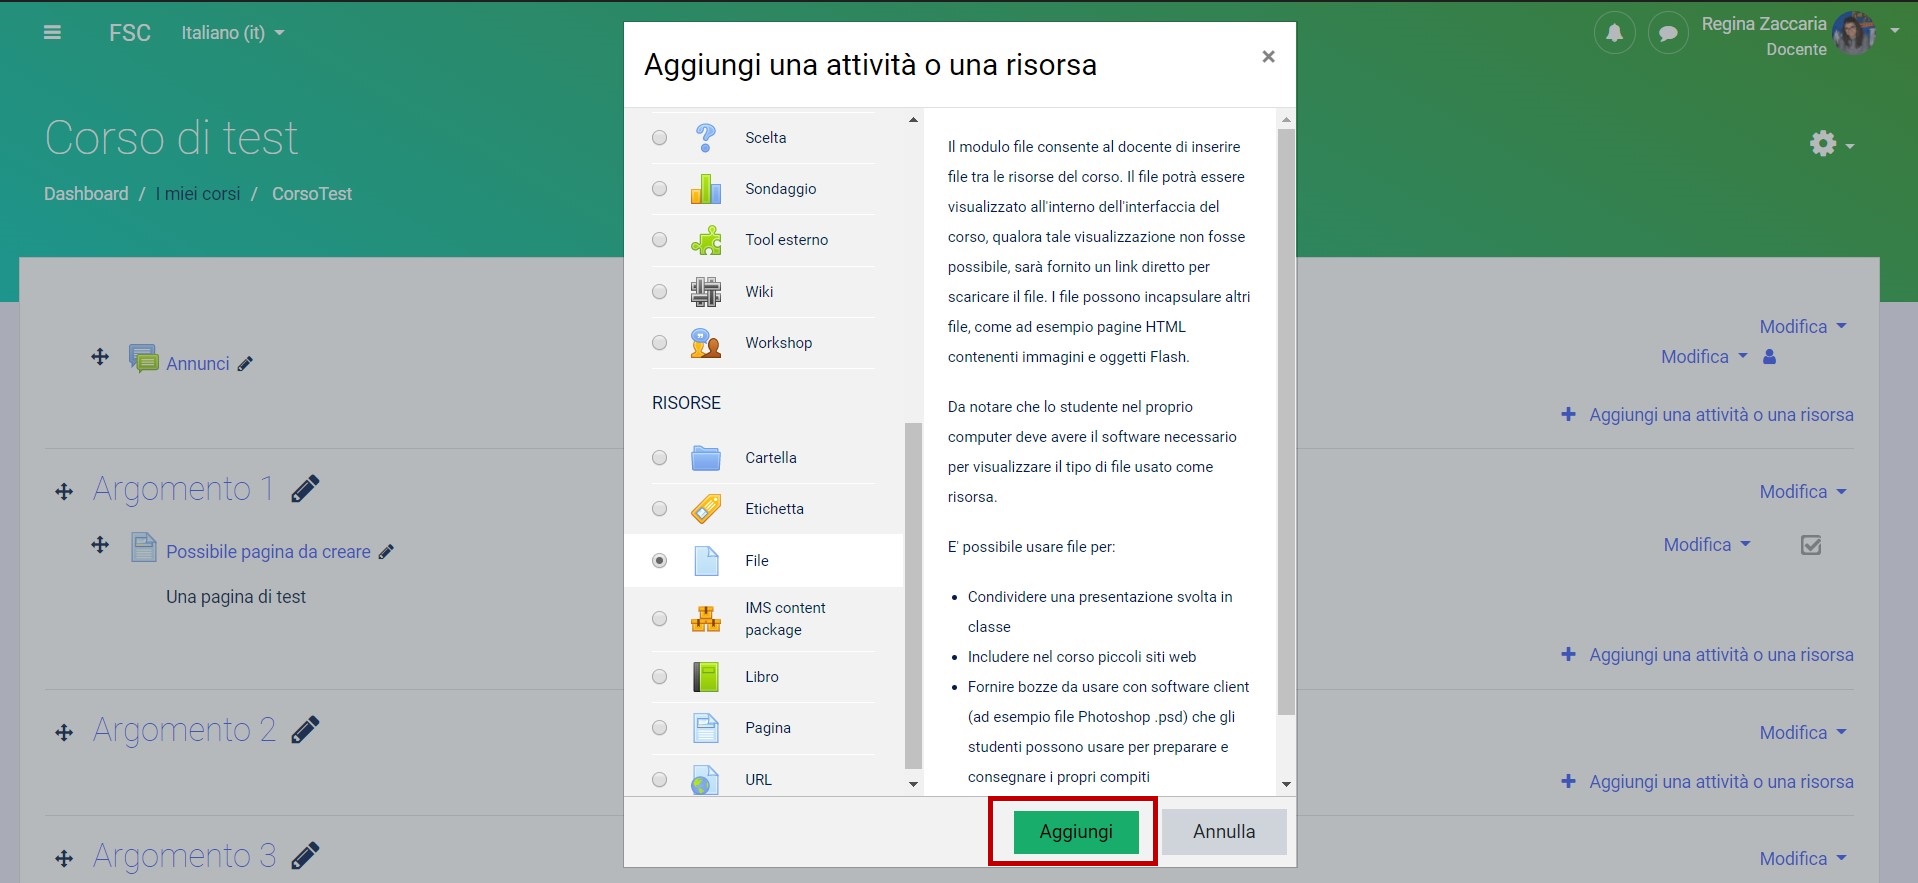 FSC
Italiano (it)
Regina Zaccaria
Docente
Corso di test
Dashboard / I miei corsi / CorsoTest
Annunci
Modifica
Modifica
+ Aggiungi una attività o una risorsa
Argomento 1
Modifica
Possibile pagina da creare
Modifica
Una pagina di test
+ Aggiungi una attività o una risorsa
Argomento 2
Modifica
+ Aggiungi una attività o una risorsa
Argomento 3
Modifica
Aggiungi una attività o una risorsa
×
Scelta
Sondaggio
Tool esterno
Wiki
Workshop
RISORSE
Cartella
Etichetta
File
IMS content
package
Libro
Pagina
URL
Il modulo file consente al docente di inserire
file tra le risorse del corso. Il file potrà essere
visualizzato all'interno dell'interfaccia del
corso, qualora tale visualizzazione non fosse
possibile, sarà fornito un link diretto per
scaricare il file. I file possono incapsulare altri
file, come ad esempio pagine HTML
contenenti immagini e oggetti Flash.
Da notare che lo studente nel proprio
computer deve avere il software necessario
per visualizzare il tipo di file usato come
risorsa.
E' possibile usare file per:
• Condividere una presentazione svolta in
classe
• Includere nel corso piccoli siti web
• Fornire bozze da usare con software client
(ad esempio file Photoshop .psd) che gli
studenti possono usare per preparare e
consegnare i propri compiti
Aggiungi
Annulla